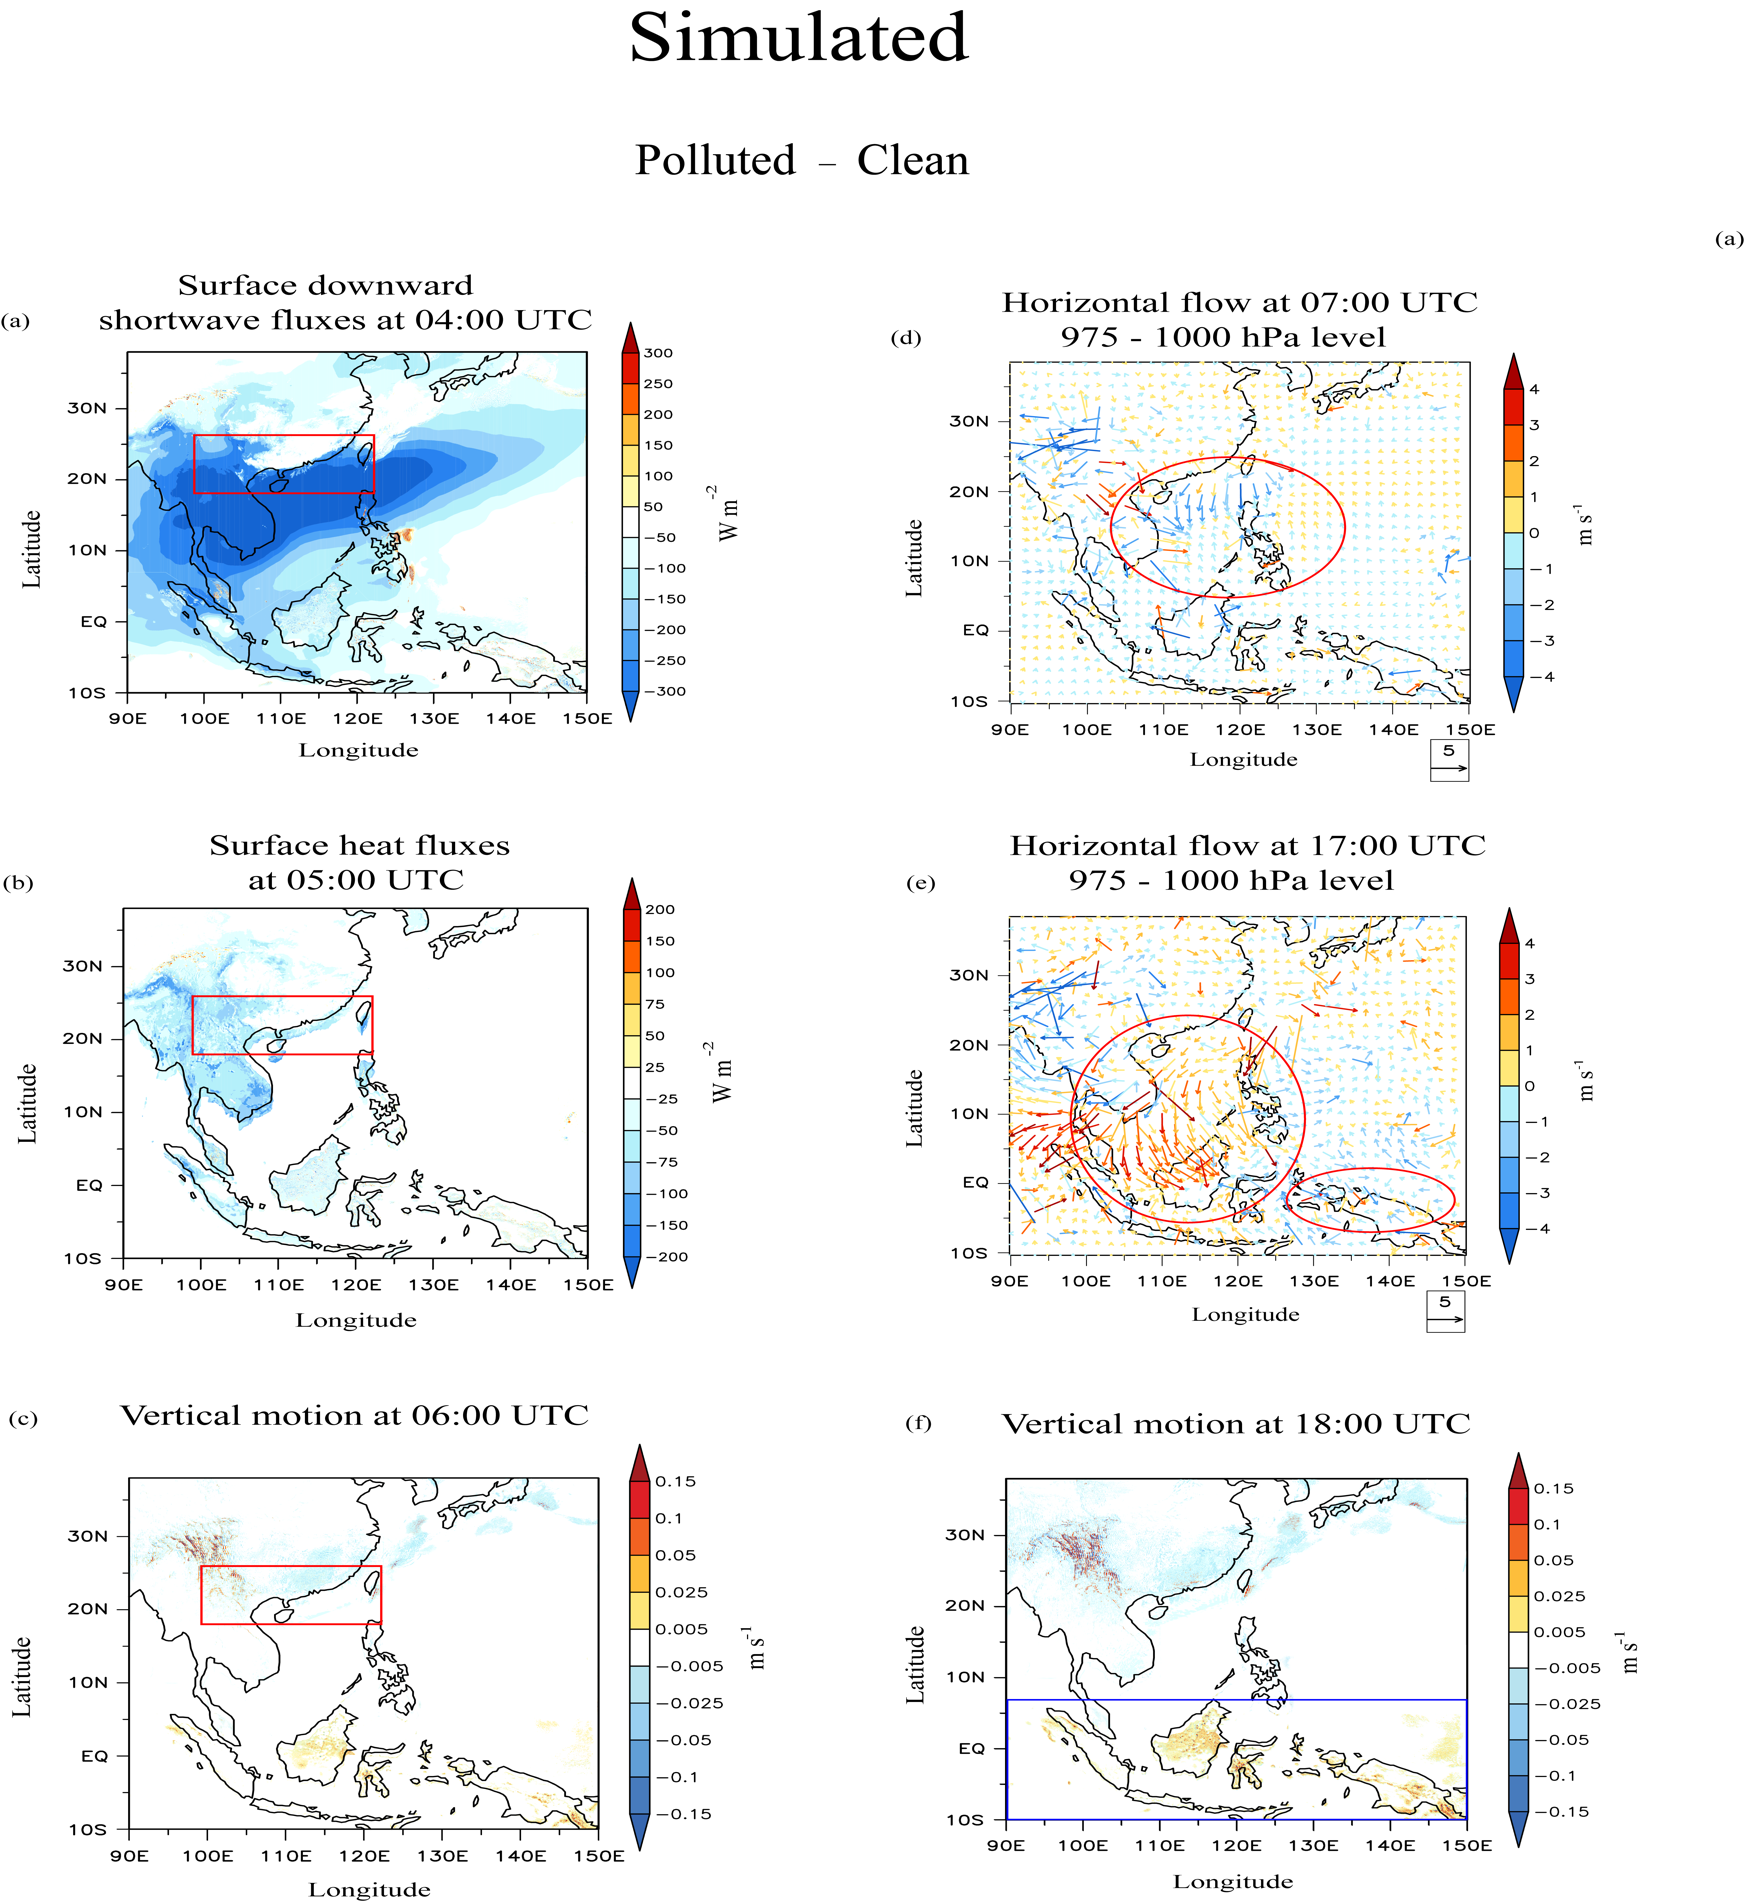 Simulated
Polluted – Clean
(a)
Surface downward
shortwave fluxes at 04:00 UTC
(a)
30N
20N
10N
EQ
10S
90E 100E 110E 120E 130E 140E 150E
Latitude
Longitude
300
250
200
150
100
50
−50
−100
−150
−200
−250
−300
W m⁻²
Horizontal flow at 07:00 UTC
975 - 1000 hPa level
(d)
30N
20N
10N
EQ
10S
90E 100E 110E 120E 130E 140E 150E
Latitude
Longitude
5
4
3
2
1
0
−1
−2
−3
−4
m s⁻¹
Surface heat fluxes
at 05:00 UTC
(b)
30N
20N
10N
EQ
10S
90E 100E 110E 120E 130E 140E 150E
Latitude
Longitude
200
150
100
75
50
25
−25
−50
−75
−100
−150
−200
W m⁻²
Horizontal flow at 17:00 UTC
975 - 1000 hPa level
(e)
30N
20N
10N
EQ
10S
90E 100E 110E 120E 130E 140E 150E
Latitude
Longitude
5
4
3
2
1
0
−1
−2
−3
−4
m s⁻¹
(c)
Vertical motion at 06:00 UTC
30N
20N
10N
EQ
10S
90E 100E 110E 120E 130E 140E 150E
Latitude
Longitude
0.15
0.1
0.05
0.025
0.005
−0.005
−0.025
−0.05
−0.1
−0.15
m s⁻¹
(f)
Vertical motion at 18:00 UTC
30N
20N
10N
EQ
10S
90E 100E 110E 120E 130E 140E 150E
Latitude
Longitude
0.15
0.1
0.05
0.025
0.005
−0.005
−0.025
−0.05
−0.1
−0.15
m s⁻¹